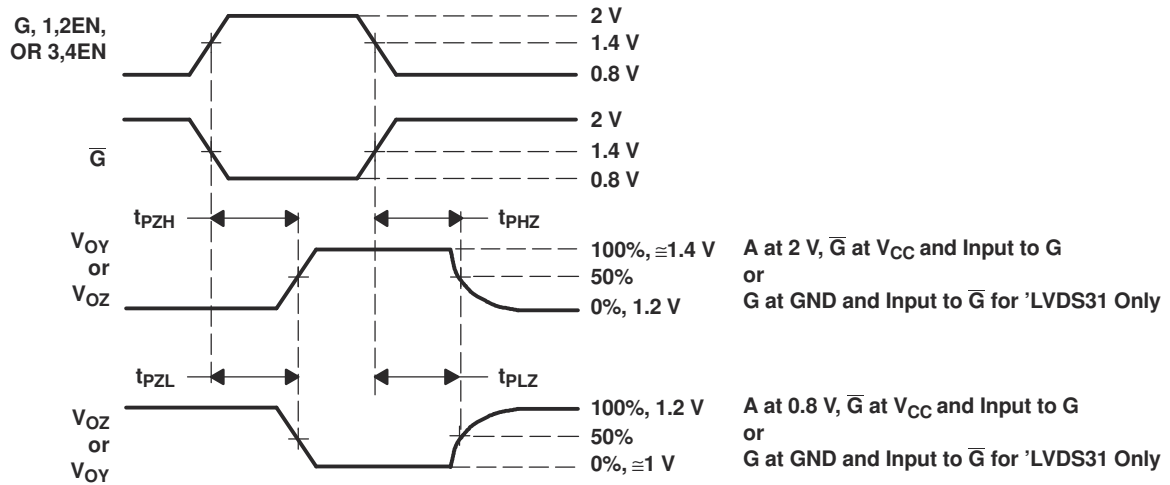 G, 1,2EN,
OR 3,4EN
2 V
1.4 V
0.8 V
G̅
2 V
1.4 V
0.8 V
tPZH
tPHZ
VOY
or
VOZ
100%, ≅1.4 V
50%
0%, 1.2 V
A at 2 V, G̅ at VCC and Input to G
or
G at GND and Input to G̅ for ’LVDS31 Only
tPZL
tPLZ
VOZ
or
VOY
100%, 1.2 V
50%
0%, ≅1 V
A at 0.8 V, G̅ at VCC and Input to G
or
G at GND and Input to G̅ for ’LVDS31 Only